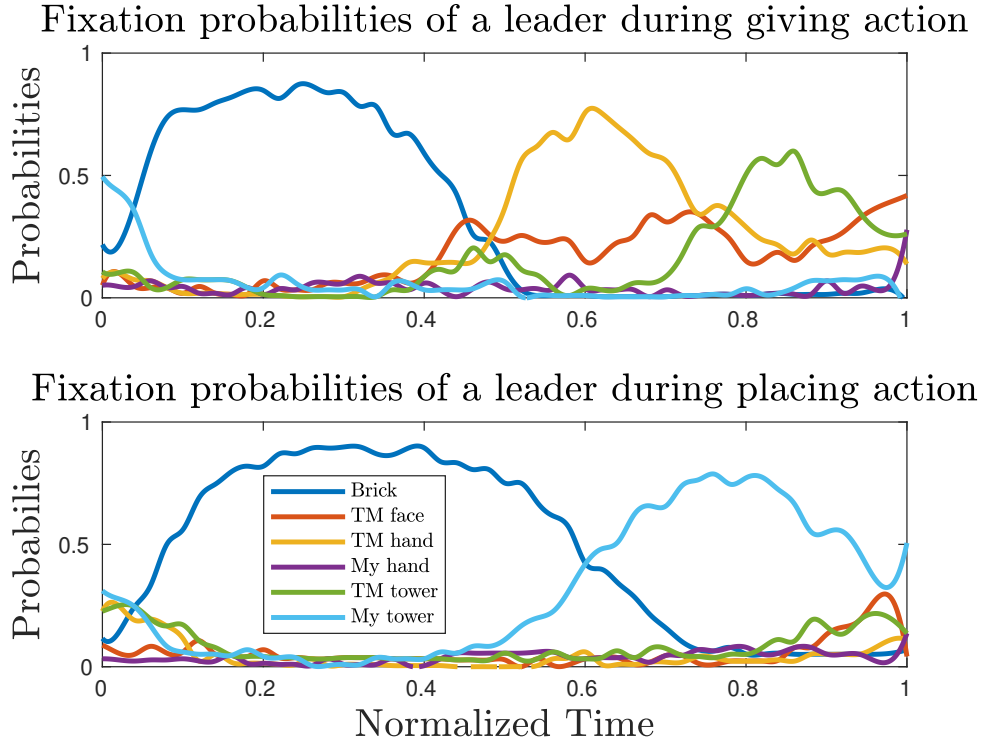 Fixation probabilities of a leader during giving action
Probabilities
1
0.5
0
0 0.2 0.4 0.6 0.8 1
Fixation probabilities of a leader during placing action
Probabilies
1
0.5
0
Brick
TM face
TM hand
My hand
TM tower
My tower
0 0.2 0.4 0.6 0.8 1
Normalized Time